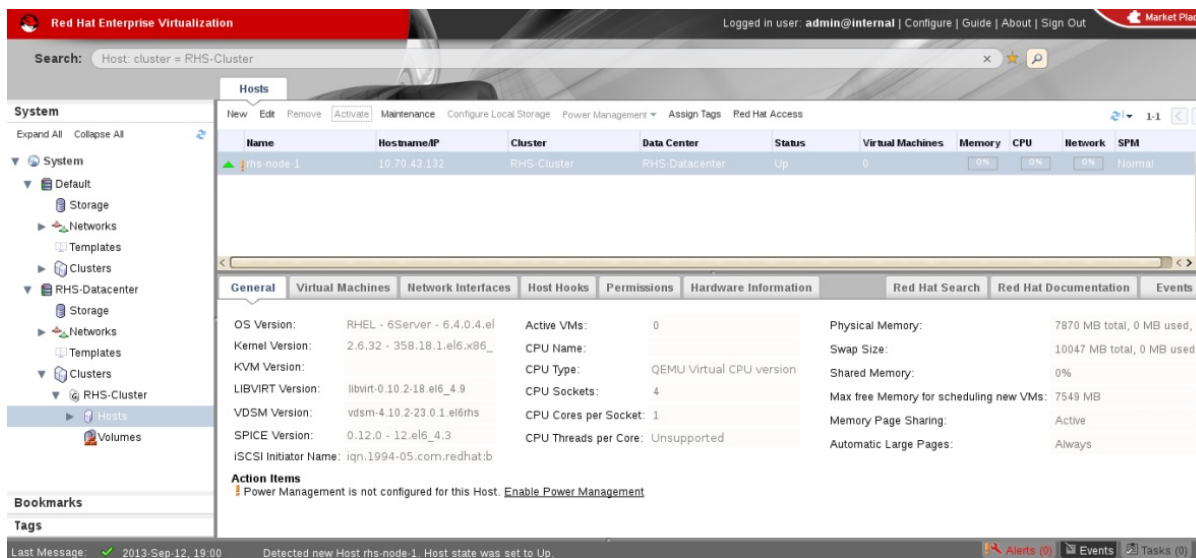 Red Hat Enterprise Virtualization
Logged in user: admin@internal | Configure | Guide | About | Sign Out
Market Plac
Search: Host: cluster = RHS-Cluster
Hosts
System
Expand All Collapse All
System
Default
Storage
Networks
Templates
Clusters
RHS-Datacenter
Storage
Networks
Templates
Clusters
RHS-Cluster
Hosts
Volumes
Bookmarks
Tags
New Edit Remove Activate Maintenance Configure Local Storage Power Management Assign Tags Red Hat Access 1-1
Name Hostname/IP Cluster Data Center Status Virtual Machines Memory CPU Network SPM
rhs-node-1 10.70.43.132 RHS-Cluster RHS-Datacenter Up 0 0% 0% 0% Normal
General Virtual Machines Network Interfaces Host Hooks Permissions Hardware Information Red Hat Search Red Hat Documentation Events
OS Version: RHEL - 6Server - 6.4.0.4.el
Kernel Version: 2.6.32 - 358.18.1.el6.x86_
KVM Version:
LIBVIRT Version: libvirt-0.10.2-18.el6_4.9
VDSM Version: vdsm-4.10.2-23.0.1.el6rhs
SPICE Version: 0.12.0 - 12.el6_4.3
iSCSI Initiator Name: iqn.1994-05.com.redhat:b
Active VMs: 0
CPU Name:
CPU Type: QEMU Virtual CPU version
CPU Sockets: 4
CPU Cores per Socket: 1
CPU Threads per Core: Unsupported
Physical Memory: 7870 MB total, 0 MB used,
Swap Size: 10047 MB total, 0 MB used
Shared Memory: 0%
Max free Memory for scheduling new VMs: 7549 MB
Memory Page Sharing: Active
Automatic Large Pages: Always
Action Items
Power Management is not configured for this Host. Enable Power Management
Last Message: 2013-Sep-12, 19:00 Detected new Host rhs-node-1. Host state was set to Up.
Alerts (0) Events Tasks (0)